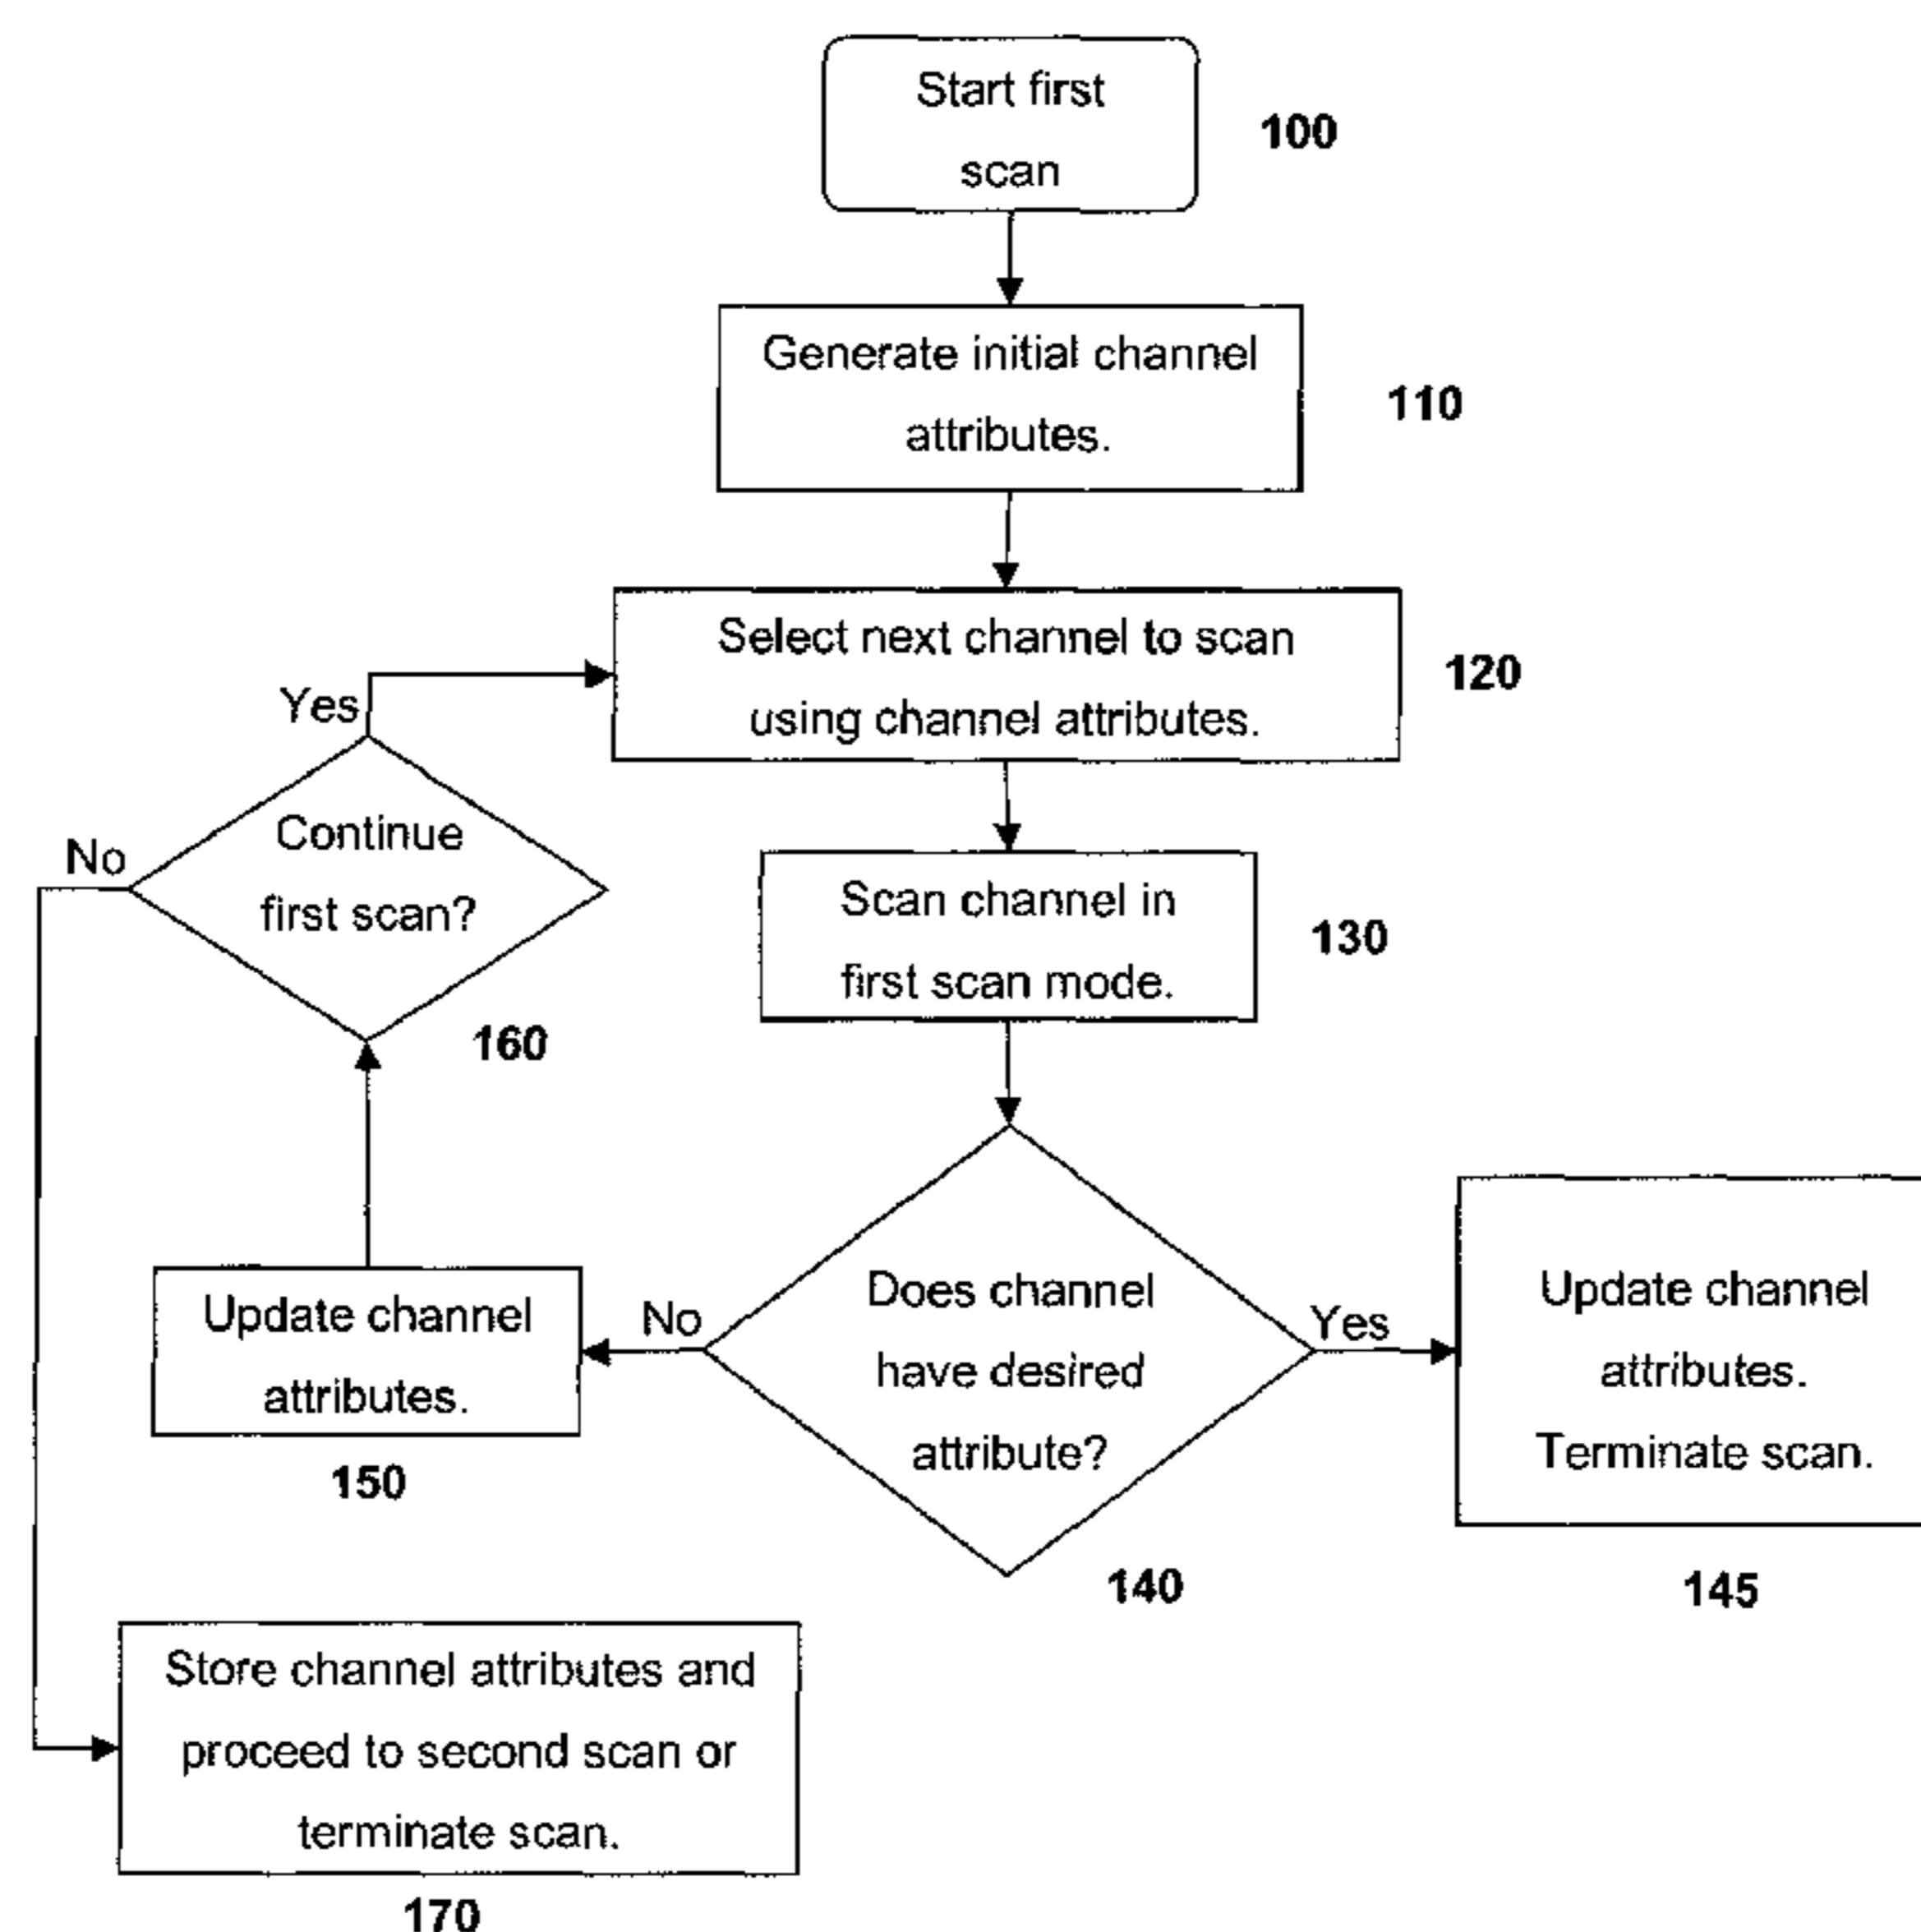 Start first
scan
100
Generate initial channel
attributes.
110
Select next channel to scan
using channel attributes.
120
Yes
Continue
first scan?
No
160
Scan channel in
first scan mode.
130
Does channel
have desired
attribute?
140
No
Yes
Update channel
attributes.
150
Update channel
attributes.
Terminate scan.
145
Store channel attributes and
proceed to second scan or
terminate scan.
170